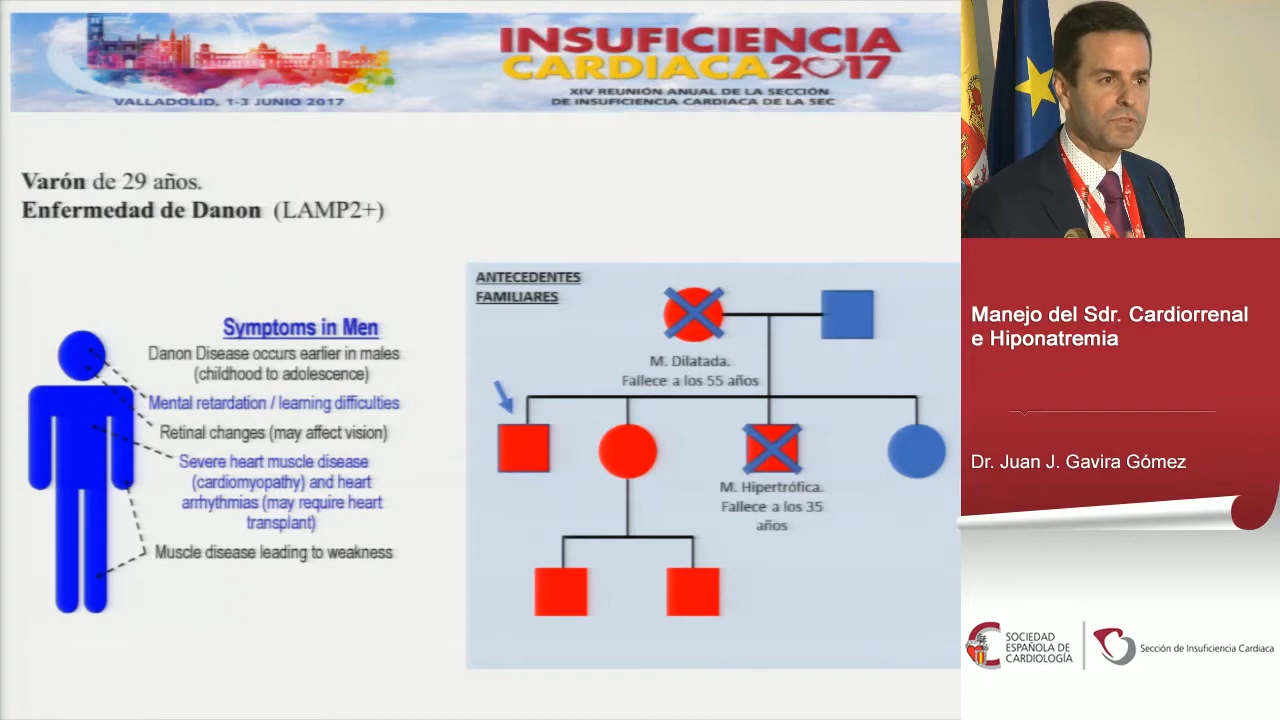 INSUFICIENCIA
CARDIACA2017
VALLADOLID, 1-3 JUNIO 2017
XIV REUNIÓN ANUAL DE LA SECCIÓN
DE INSUFICIENCIA CARDIACA DE LA SEC
Varón de 29 años.
Enfermedad de Danon (LAMP2+)
Symptoms in Men
Danon Disease occurs earlier in males
(childhood to adolescence)
Mental retardation / learning difficulties
Retinal changes (may affect vision)
Severe heart muscle disease
(cardiomyopathy) and heart
arrhythmias (may require heart
transplant)
Muscle disease leading to weakness
ANTECEDENTES
FAMILIARES
M. Dilatada.
Fallece a los 55 años
M. Hipertrófica.
Fallece a los 35
años
Manejo del Sdr. Cardiorrenal
e Hiponatremia
Dr. Juan J. Gavira Gómez
SOCIEDAD
ESPAÑOLA DE
CARDIOLOGÍA
Sección de Insuficiencia Cardiaca